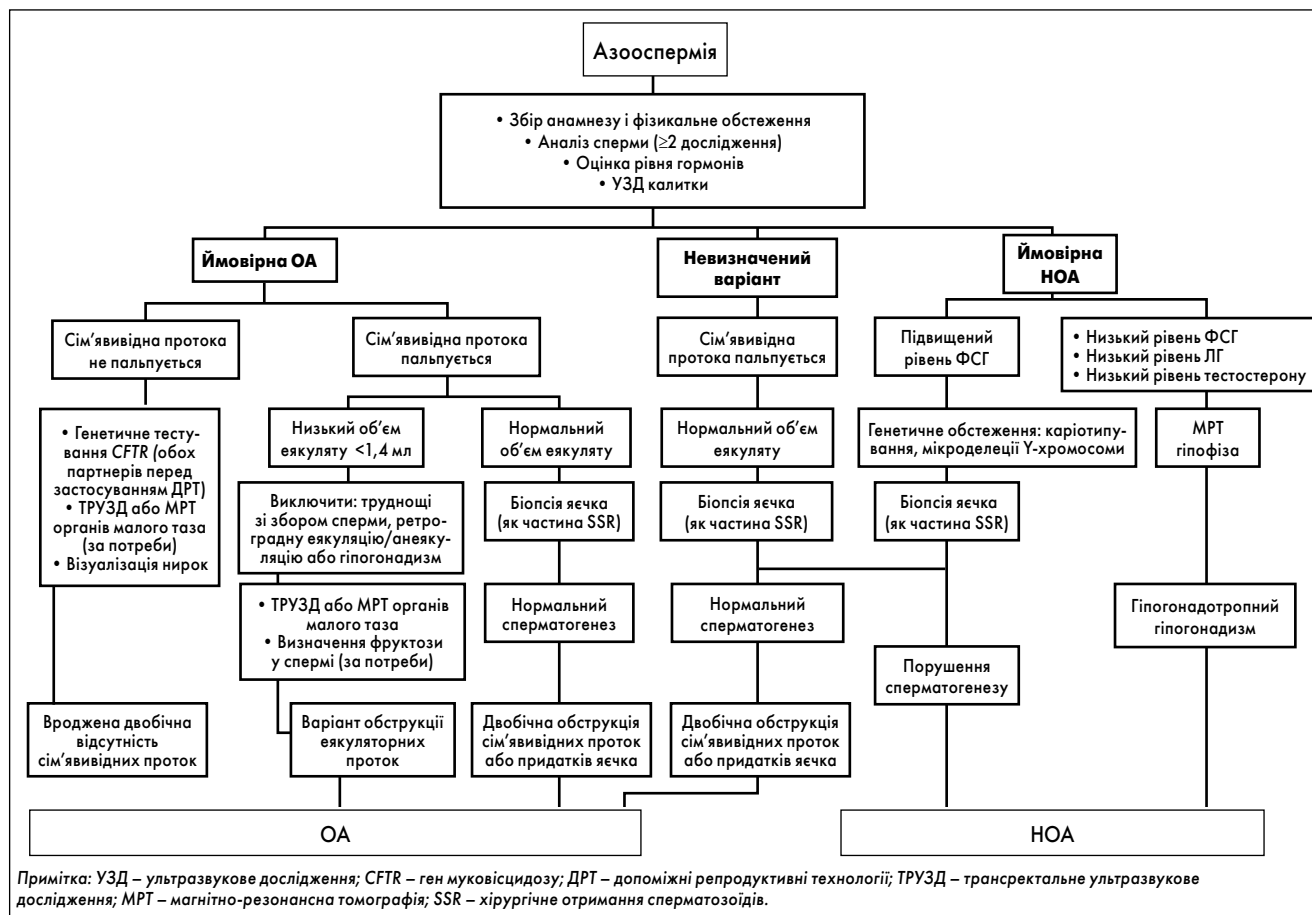 Азооспермія
• Збір анамнезу і фізикальне обстеження
• Аналіз сперми (≥2 дослідження)
• Оцінка рівня гормонів
• УЗД калитки
Ймовірна ОА
Невизначений
варіант
Ймовірна
НОА
Сім’явивідна протока
не пальпується
Сім’явивідна протока
пальпується
Сім’явивідна
протока пальпується
Підвищений
рівень ФСГ
• Низький рівень ФСГ
• Низький рівень ЛГ
• Низький рівень тестостерону
• Генетичне тесту-
вання CFTR (обох
партнерів перед
застосуванням ДРТ)
• ТРУЗД або МРТ
органів малого таза
(за потреби)
• Візуалізація нирок
Низький об’єм
еякуляту <1,4 мл
Нормальний
об’єм еякуляту
Нормальний об’єм
еякуляту
Генетичне обстеження: каріотипу-
вання, мікроделеції Y-хромосоми
МРТ
гіпофіза
Виключити: труднощі
зі збором сперми, ретро-
градну еякуляцію/анеяку-
ляцію або гіпогонадизм
Біопсія яєчка
(як частина SSR)
Біопсія яєчка
(як частина SSR)
Біопсія яєчка
(як частина SSR)
• ТРУЗД або МРТ органів
малого таза
• Визначення фруктози
у спермі (за потреби)
Нормальний
сперматогенез
Нормальний
сперматогенез
Порушення
сперматогенезу
Гіпогонадотропний
гіпогонадизм
Вроджена двобічна
відсутність
сім’явивідних проток
Варіант обструкції
еякуляторних
проток
Двобічна обструкція
сім’явивідних проток
або придатків яєчка
Двобічна обструкція
сім’явивідних проток
або придатків яєчка
ОА
НОА
Примітка: УЗД – ультразвукове дослідження; CFTR – ген муковісцидозу; ДРТ – допоміжні репродуктивні технології; ТРУЗД – трансректальне ультразвукове
дослідження; МРТ – магнітно-резонансна томографія; SSR – хірургічне отримання сперматозоїдів.